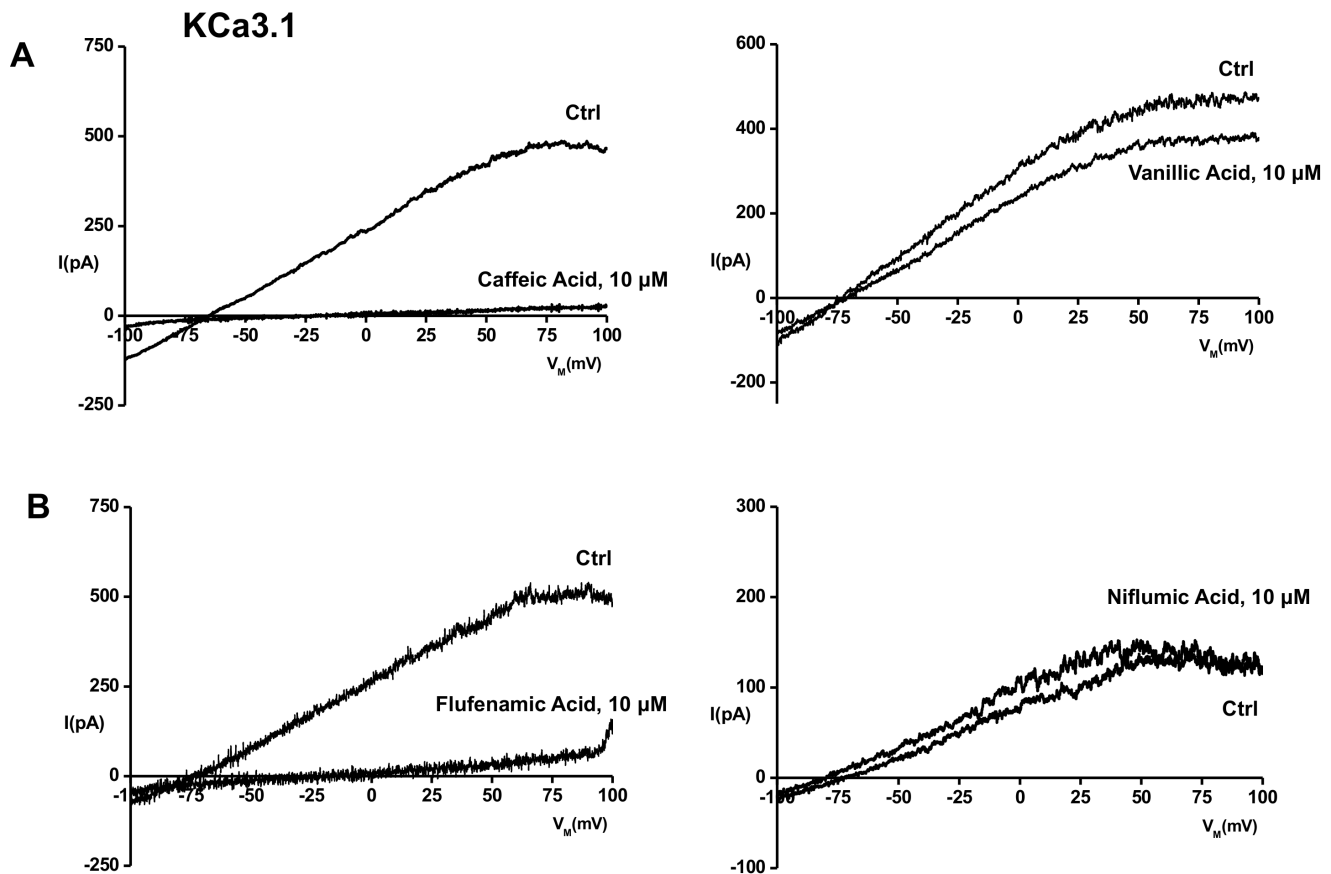 KCa3.1
A
750
500
250
0
-250
I(pA)
-100
-75
-50
-25
0
25
50
75
100
VM(mV)
Ctrl
Caffeic Acid, 10 µM
600
400
200
0
-200
I(pA)
-100
-75
-50
-25
0
25
50
75
100
VM(mV)
Ctrl
Vanillic Acid, 10 µM
B
750
500
250
0
-250
I(pA)
-100
-75
-50
-25
0
25
50
75
100
VM(mV)
Ctrl
Flufenamic Acid, 10 µM
300
200
100
0
-100
I(pA)
-100
-75
-50
-25
0
25
50
75
100
VM(mV)
Niflumic Acid, 10 µM
Ctrl